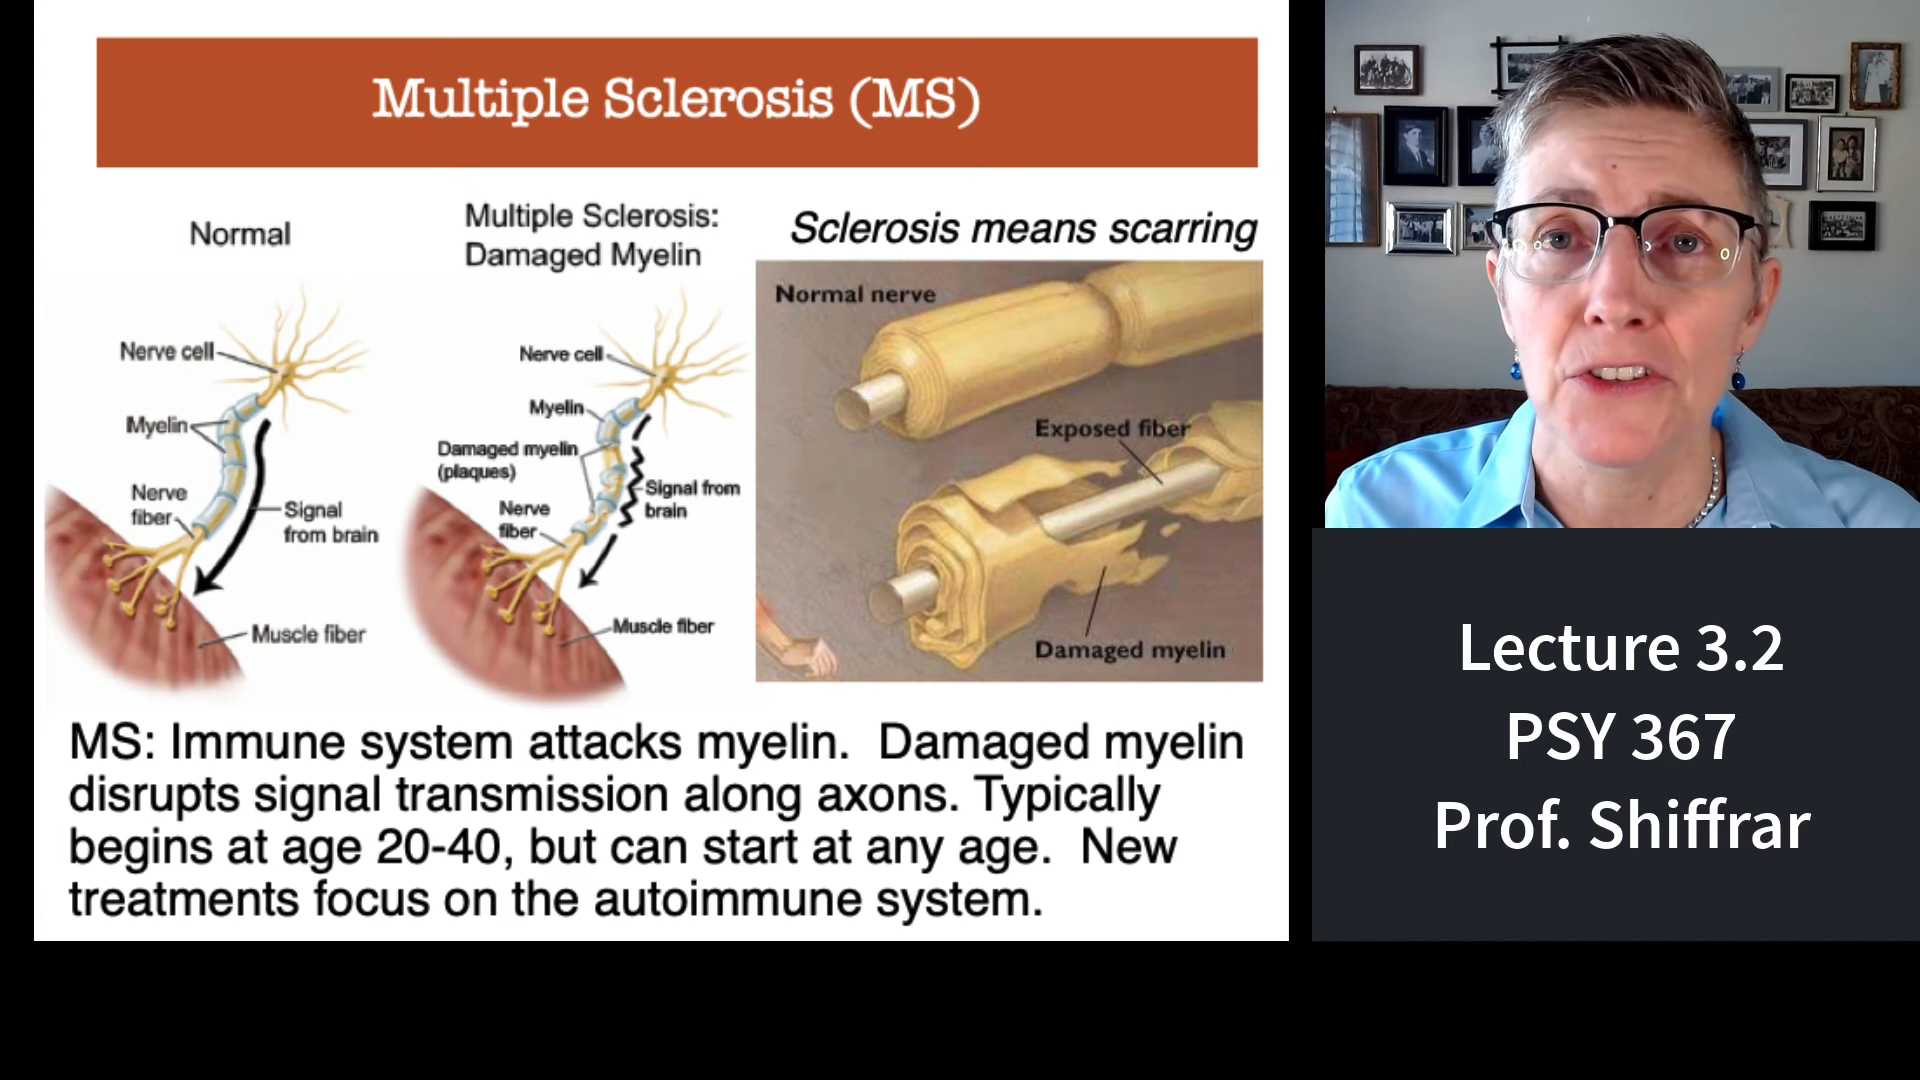 Multiple Sclerosis (MS)
Normal
Multiple Sclerosis:
Damaged Myelin
Sclerosis means scarring
Nerve cell
Myelin
Nerve
fiber
Signal
from brain
Muscle fiber
Nerve cell
Myelin
Damaged myelin
(plaques)
Nerve
fiber
Signal from
brain
Muscle fiber
Normal nerve
Exposed fiber
Damaged myelin
MS: Immune system attacks myelin.  Damaged myelin
disrupts signal transmission along axons. Typically
begins at age 20-40, but can start at any age.  New
treatments focus on the autoimmune system.
Lecture 3.2
PSY 367
Prof. Shiffrar